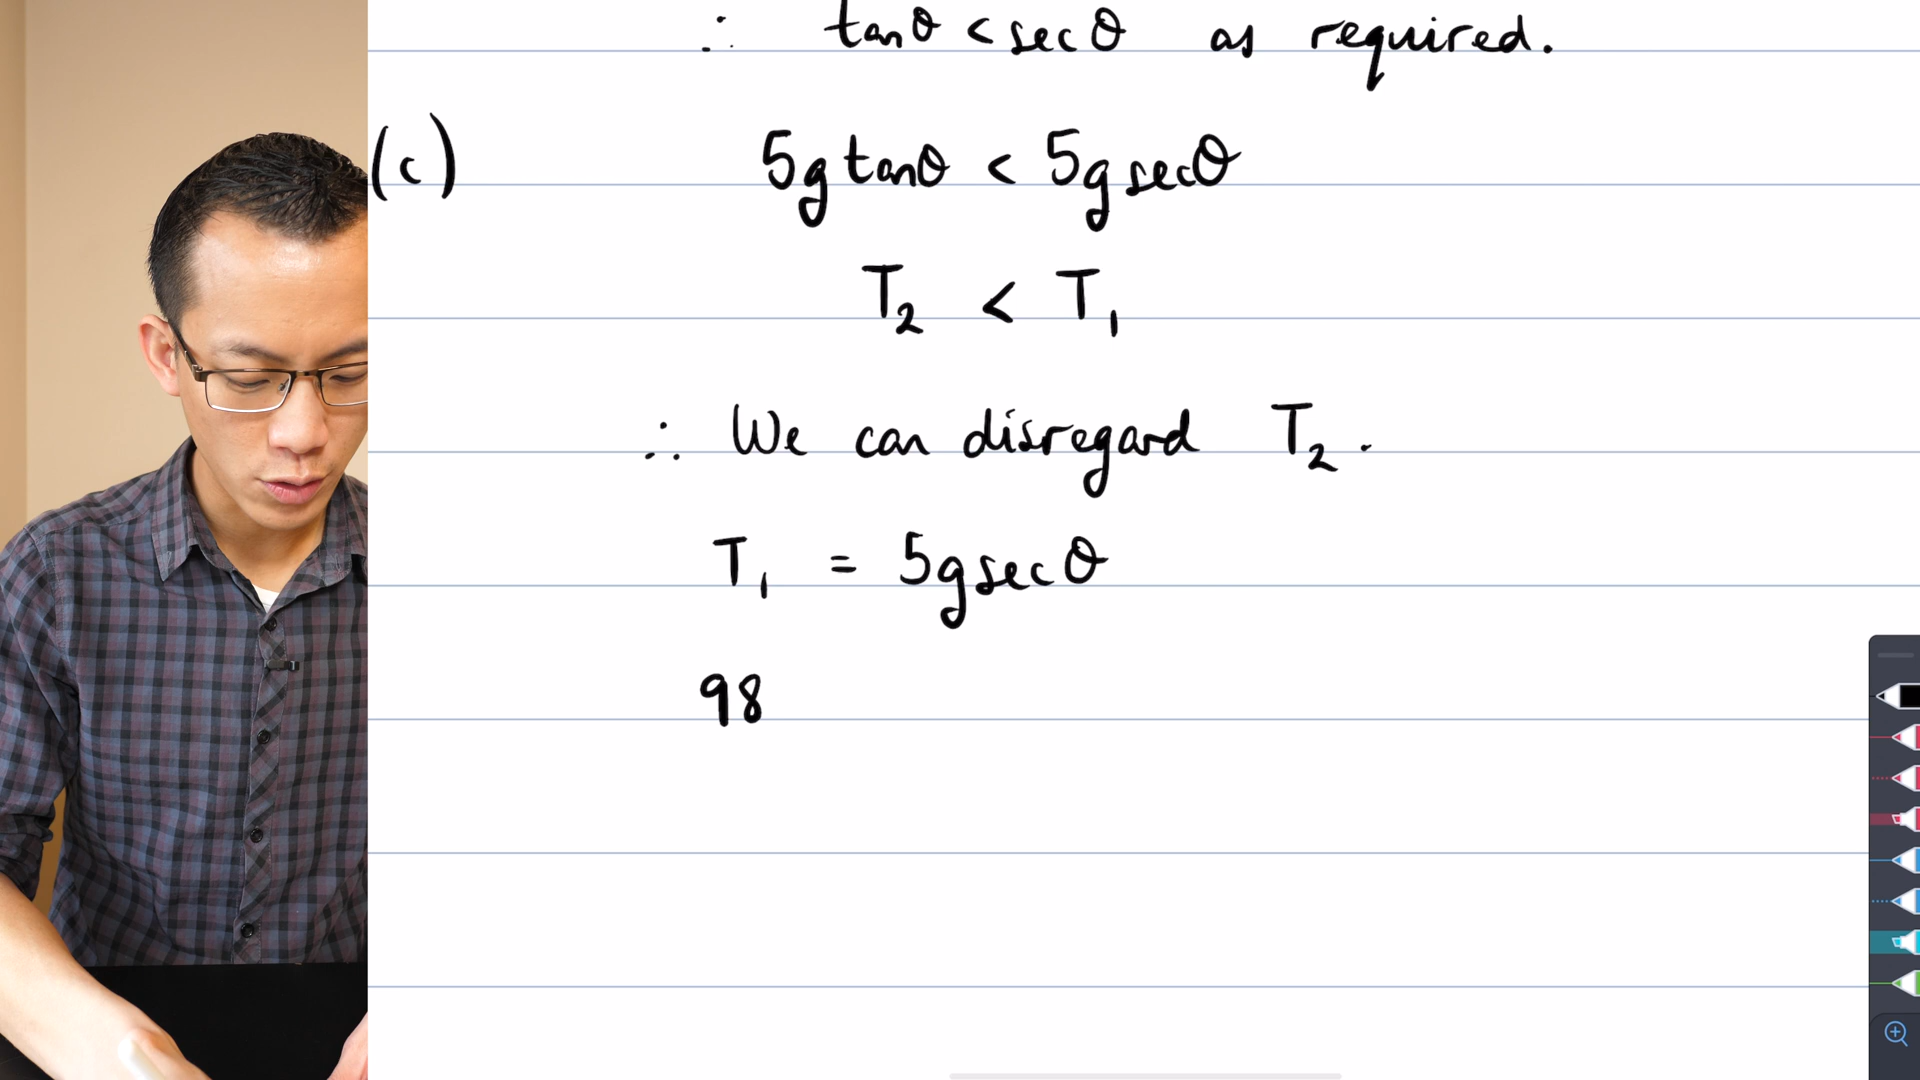 ∴ tanθ < secθ as required.
(c) 5g tanθ < 5g secθ
T₂ < T₁
∴ We can disregard T₂.
T₁ = 5g secθ
98